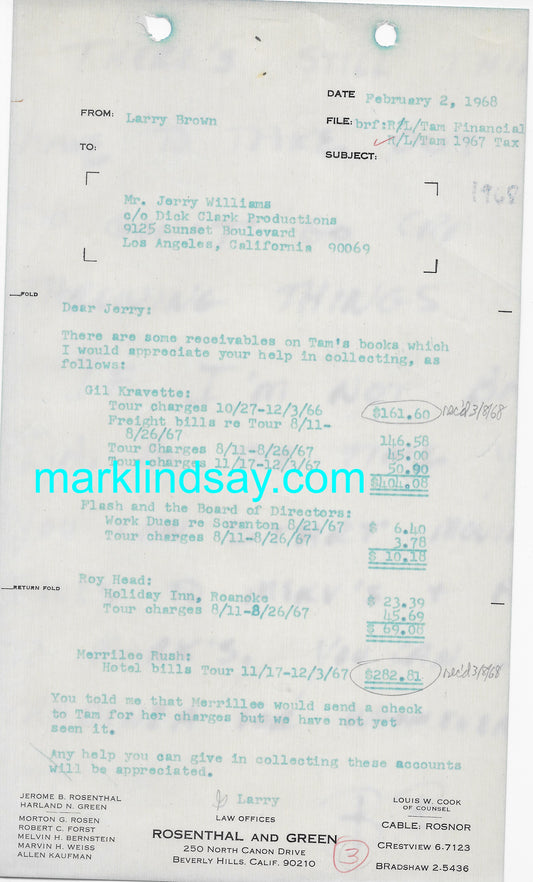 DATE February 2, 1968
FROM: Larry Brown
FILE: brf:R/L/Tam Financial
R/L/Tam 1967 Tax
TO:
SUBJECT:
1968
Mr. Jerry Williams
c/o Dick Clark Productions
9125 Sunset Boulevard
Los Angeles, California 90069
FOLD
Dear Jerry:
There are some receivables on Tam's books which
I would appreciate your help in collecting, as
follows:
Gil Kravette:
Tour charges 10/27-12/3/66 $161.60 rec'd 3/8/68
Freight bills re Tour 8/11-
8/26/67 146.58
Tour Charges 8/11-8/26/67 45.00
Tour charges 11/17-12/3/67 50.90
$404.08
marklindsay.com
Flash and the Board of Directors:
Work Dues re Scranton 8/21/67 $ 6.40
Tour charges 8/11-8/26/67 3.78
$ 10.18
RETURN FOLD
Roy Head:
Holiday Inn, Roanoke $ 23.39
Tour charges 8/11-8/26/67 45.69
$ 69.08
Merrilee Rush:
Hotel bills Tour 11/17-12/3/67 $282.81 rec'd 3/8/68
You told me that Merrillee would send a check
to Tam for her charges but we have not yet
seen it.
Any help you can give in collecting these accounts
will be appreciated.
Larry
JEROME B. ROSENTHAL
HARLAND N. GREEN
MORTON G. ROSEN
ROBERT C. FORST
MELVIN H. BERNSTEIN
MARVIN H. WEISS
ALLEN KAUFMAN
LAW OFFICES
ROSENTHAL AND GREEN
250 NORTH CANON DRIVE
BEVERLY HILLS, CALIF. 90210
3
LOUIS W. COOK
OF COUNSEL
CABLE: ROSNOR
CRESTVIEW 6-7123
BRADSHAW 2-5436